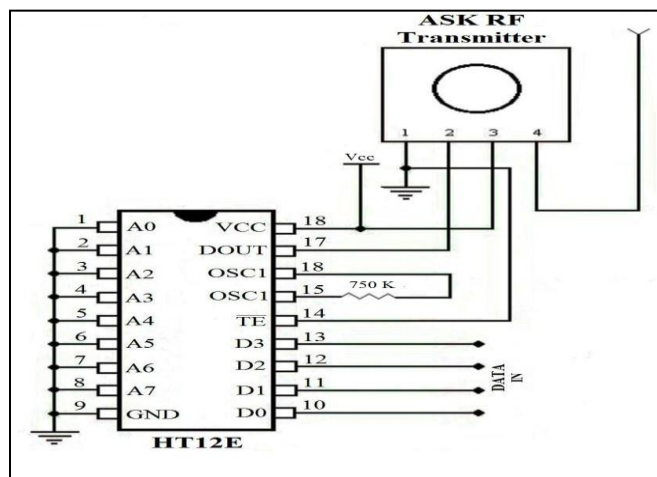 ASK RF
Transmitter
1 2 3 4
Vcc
1 A0 VCC 18
2 A1 DOUT 17
3 A2 OSC1 18
4 A3 OSC1 15 750 K
5 A4 TE 14
6 A5 D3 13
7 A6 D2 12
8 A7 D1 11
9 GND D0 10
DATA
IN
HT12E